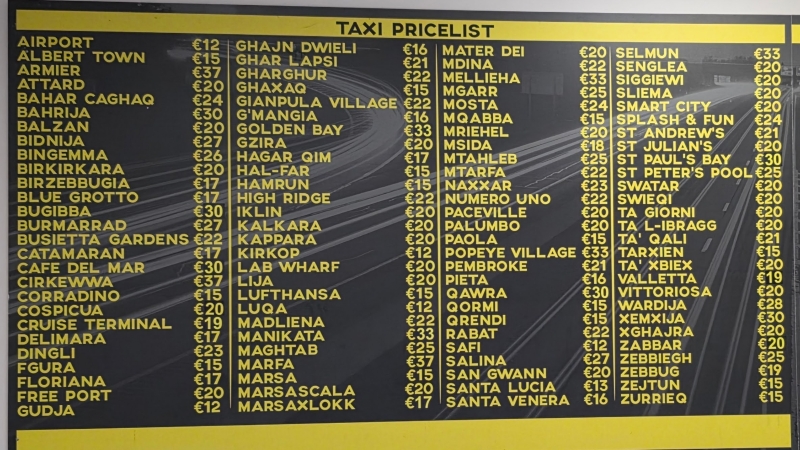 TAXI PRICELIST
AIRPORT €12
ALBERT TOWN €15
ARMIER €37
ATTARD €20
BAHAR CAGHAQ €24
BAHRIJA €30
BALZAN €20
BIDNIJA €27
BINGEMMA €26
BIRKIRKARA €20
BIRZEBBUGIA €17
BLUE GROTTO €17
BUGIBBA €30
BURMARRAD €27
BUSIETTA GARDENS €22
CATAMARAN €17
CAFE DEL MAR €30
CIRKEWWA €37
CORRADINO €15
COSPICUA €20
CRUISE TERMINAL €19
DELIMARA €17
DINGLI €23
FGURA €15
FLORIANA €17
FREE PORT €20
GUDJA €12
GHAJN DWIELI €16
GHAR LAPSI €21
GHARGHUR €22
GHAXAQ €15
GIANPULA VILLAGE €22
G'MANGIA €16
GOLDEN BAY €33
GZIRA €20
HAGAR QIM €17
HAL-FAR €15
HAMRUN €15
HIGH RIDGE €22
IKLIN €20
KALKARA €20
KAPPARA €20
KIRKOP €12
LAB WHARF €20
LIJA €20
LUFTHANSA €15
LUQA €12
MADLIENA €22
MANIKATA €33
MAGHTAB €25
MARFA €37
MARSA €15
MARSASCALA €20
MARSAXLOKK €17
MATER DEI €20
MDINA €22
MELLIEHA €33
MGARR €25
MOSTA €24
MQABBA €15
MRIEHEL €20
MSIDA €18
MTAHLEB €25
MTARFA €22
NAXXAR €23
NUMERO UNO €22
PACEVILLE €20
PALUMBO €20
PAOLA €15
POPEYE VILLAGE €33
PEMBROKE €21
PIETA €16
QAWRA €30
QORMI €15
QRENDI €15
RABAT €22
SAFI €12
SALINA €27
SAN GWANN €20
SANTA LUCIA €13
SANTA VENERA €16
SELMUN €33
SENGLEA €20
SIGGIEWI €20
SLIEMA €20
SMART CITY €20
SPLASH & FUN €24
ST ANDREW'S €21
ST JULIAN'S €20
ST PAUL'S BAY €30
ST PETER'S POOL €25
SWATAR €20
SWIEQI €20
TA GIORNI €20
TA L-IBRAGG €20
TA' QALI €21
TARXIEN €15
TA' XBIEX €20
VALLETTA €19
VITTORIOSA €20
WARDIJA €28
XEMXIJA €30
XGHAJRA €20
ZABBAR €20
ZEBBIEGH €25
ZEBBUG €19
ZEJTUN €15
ZURRIEQ €15